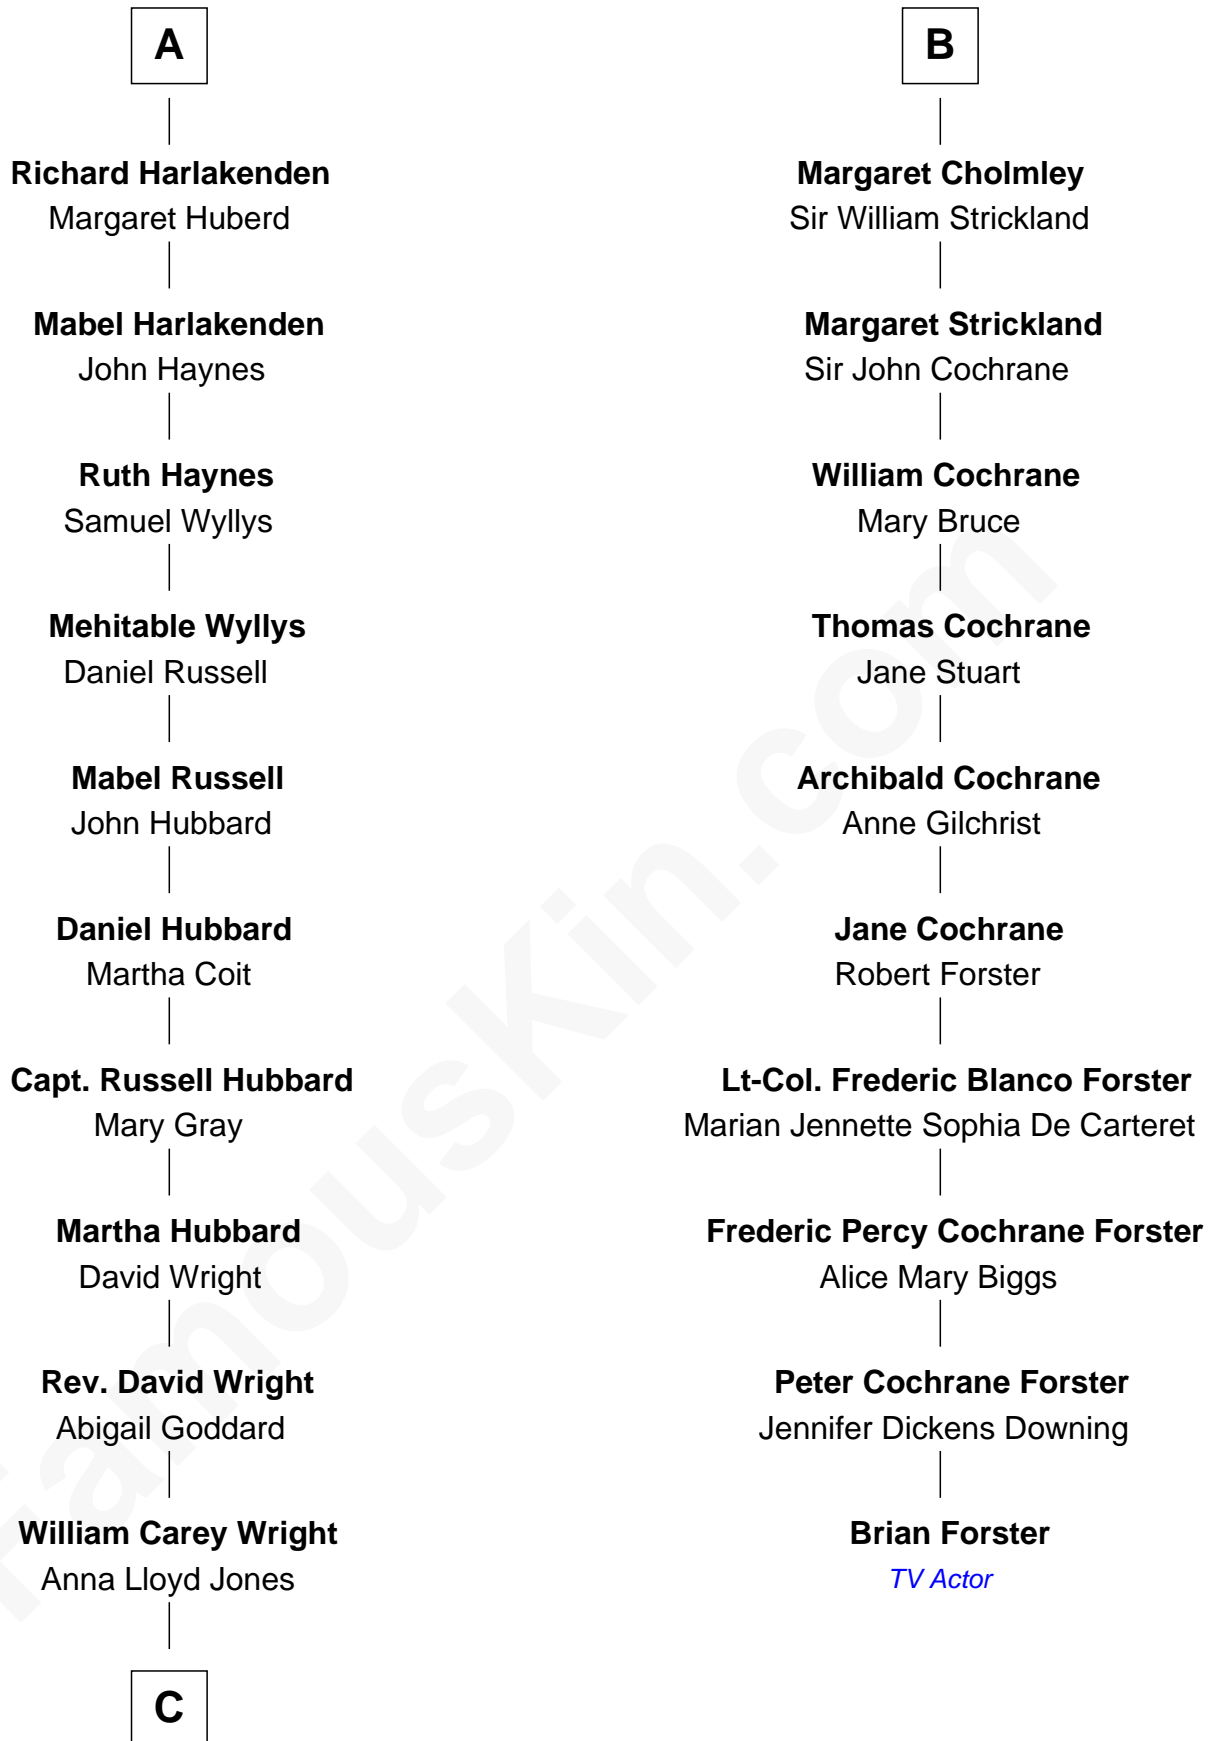 A
Richard Harlakenden
Margaret Huberd
Mabel Harlakenden
John Haynes
Ruth Haynes
Samuel Wyllys
Mehitable Wyllys
Daniel Russell
Mabel Russell
John Hubbard
Daniel Hubbard
Martha Coit
Capt. Russell Hubbard
Mary Gray
Martha Hubbard
David Wright
Rev. David Wright
Abigail Goddard
William Carey Wright
Anna Lloyd Jones
C
B
Margaret Cholmley
Sir William Strickland
Margaret Strickland
Sir John Cochrane
William Cochrane
Mary Bruce
Thomas Cochrane
Jane Stuart
Archibald Cochrane
Anne Gilchrist
Jane Cochrane
Robert Forster
Lt-Col. Frederic Blanco Forster
Marian Jennette Sophia De Carteret
Frederic Percy Cochrane Forster
Alice Mary Biggs
Peter Cochrane Forster
Jennifer Dickens Downing
Brian Forster
TV Actor
FamousKin.com